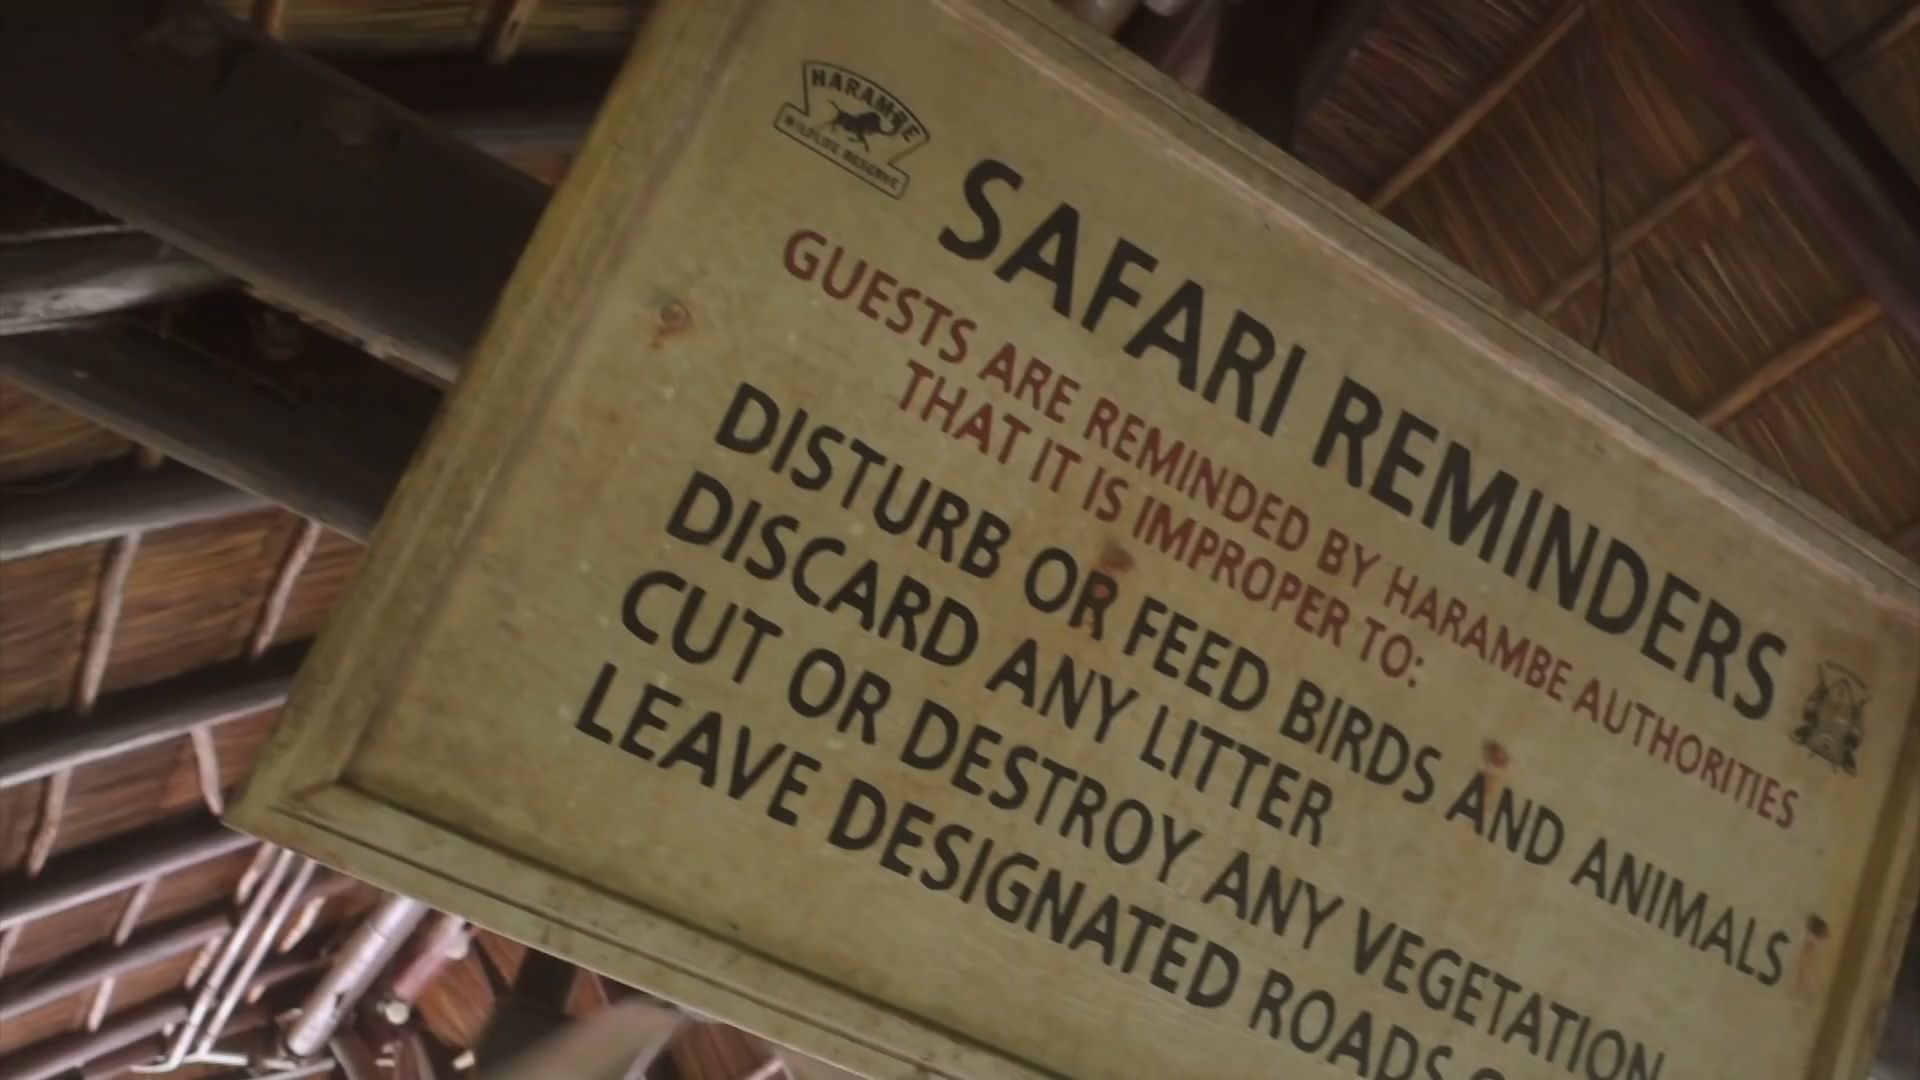 HARAMBE
WILDLIFE RESERVE
SAFARI REMINDERS
GUESTS ARE REMINDED BY HARAMBE AUTHORITIES
THAT IT IS IMPROPER TO:
DISTURB OR FEED BIRDS AND ANIMALS
DISCARD ANY LITTER
CUT OR DESTROY ANY VEGETATION
LEAVE DESIGNATED ROADS